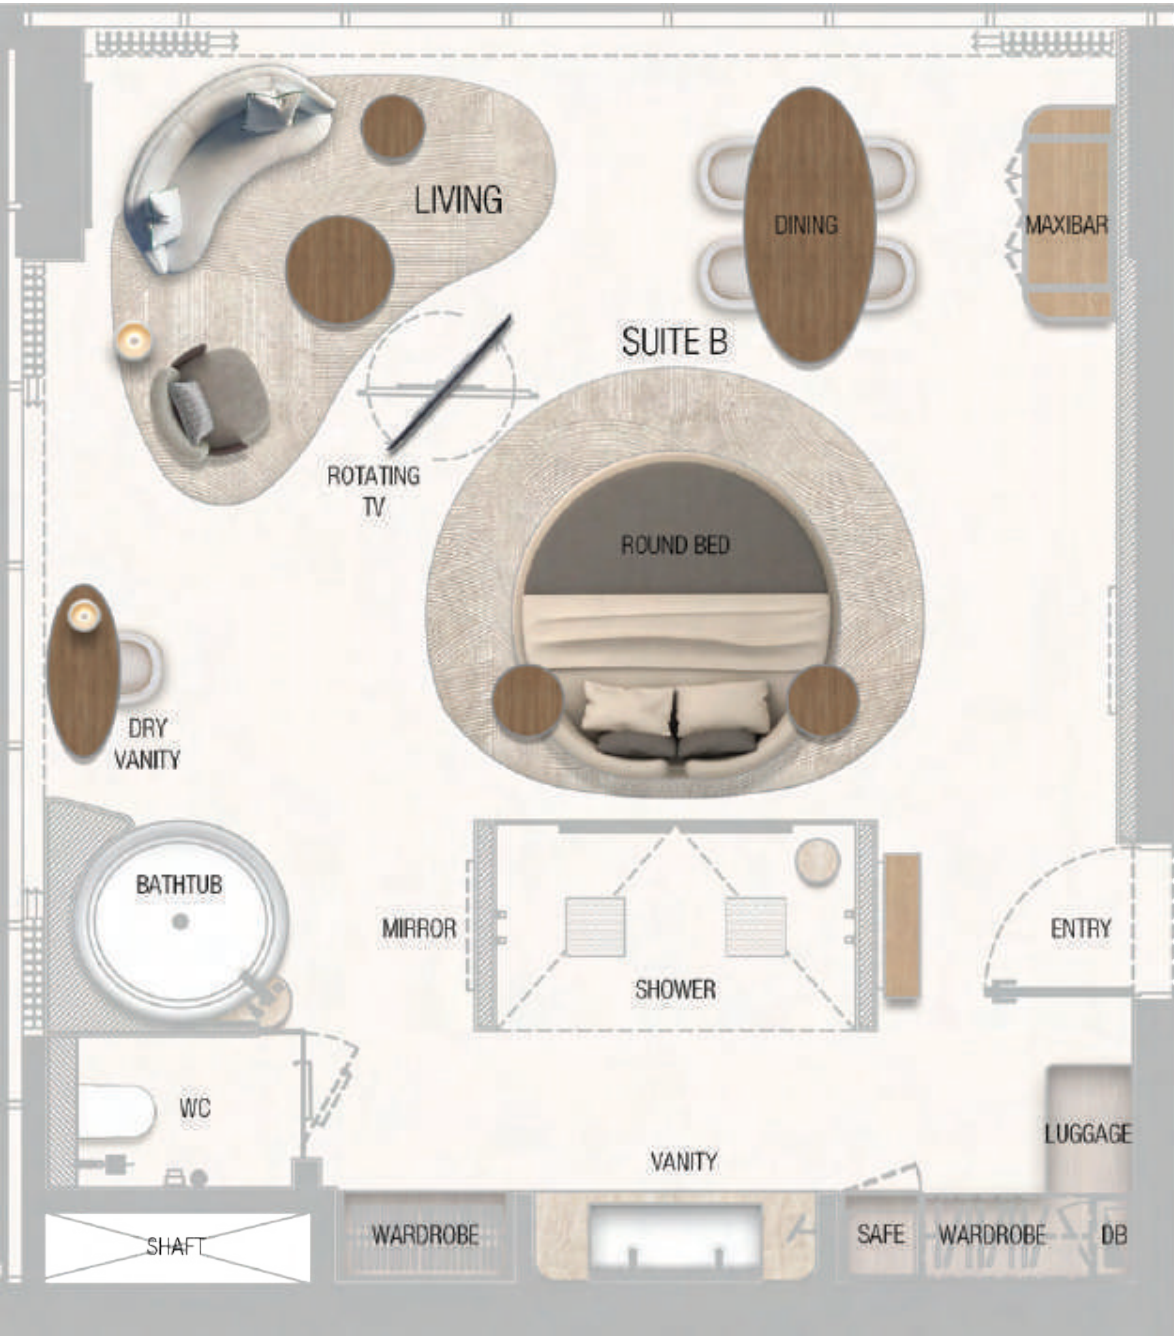 LIVING
DINING
MAXIBAR
SUITE B
ROTATING
TV
ROUND BED
DRY
VANITY
BATHTUB
MIRROR
ENTRY
SHOWER
WC
LUGGAGE
VANITY
SHAFT
WARDROBE
SAFE
WARDROBE
DB